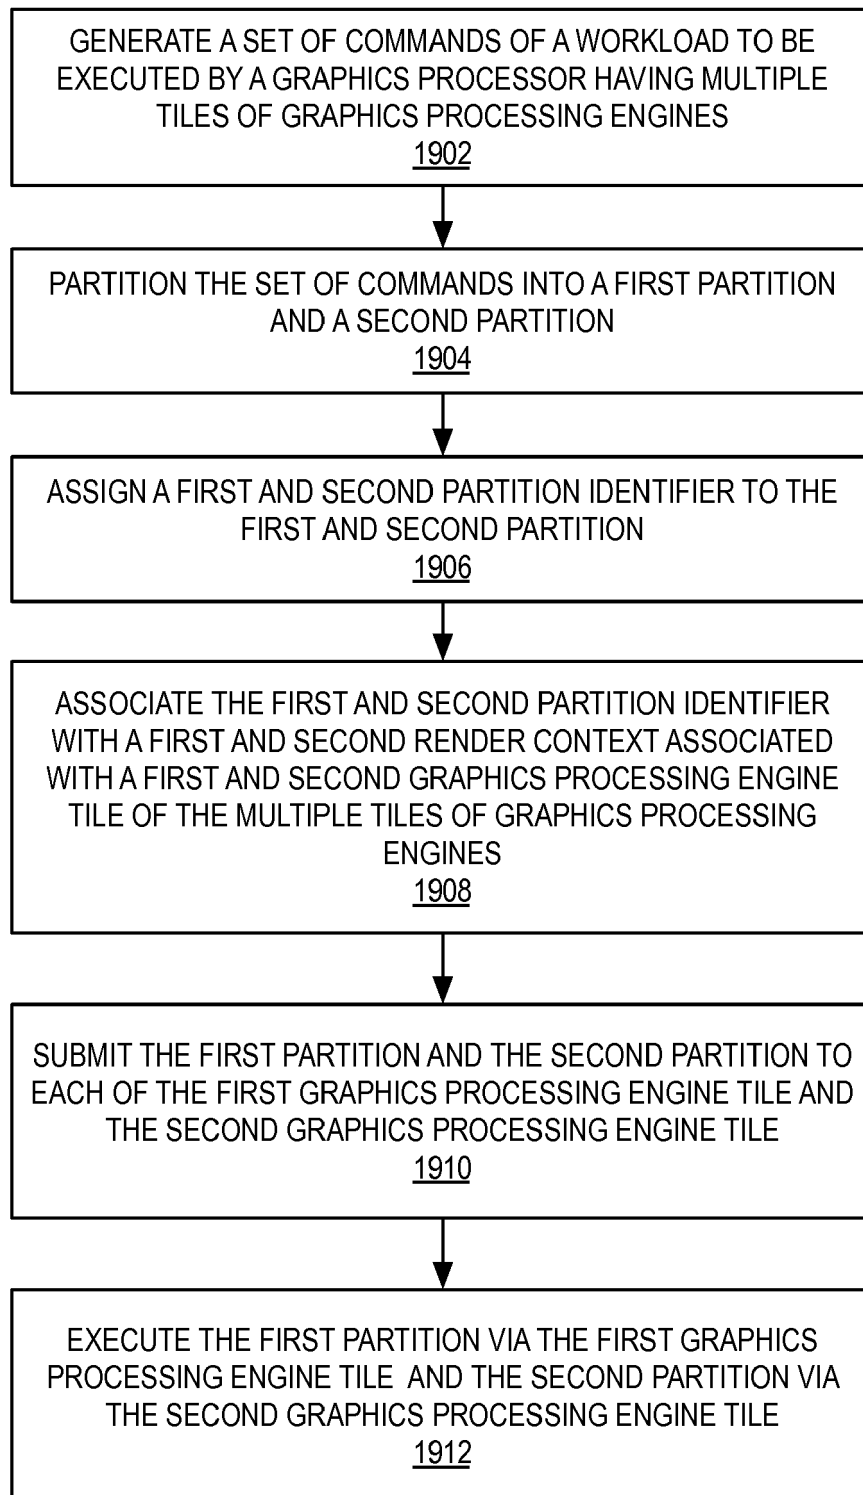 GENERATE A SET OF COMMANDS OF A WORKLOAD TO BE
EXECUTED BY A GRAPHICS PROCESSOR HAVING MULTIPLE
TILES OF GRAPHICS PROCESSING ENGINES
1902
PARTITION THE SET OF COMMANDS INTO A FIRST PARTITION
AND A SECOND PARTITION
1904
ASSIGN A FIRST AND SECOND PARTITION IDENTIFIER TO THE
FIRST AND SECOND PARTITION
1906
ASSOCIATE THE FIRST AND SECOND PARTITION IDENTIFIER
WITH A FIRST AND SECOND RENDER CONTEXT ASSOCIATED
WITH A FIRST AND SECOND GRAPHICS PROCESSING ENGINE
TILE OF THE MULTIPLE TILES OF GRAPHICS PROCESSING
ENGINES
1908
SUBMIT THE FIRST PARTITION AND THE SECOND PARTITION TO
EACH OF THE FIRST GRAPHICS PROCESSING ENGINE TILE AND
THE SECOND GRAPHICS PROCESSING ENGINE TILE
1910
EXECUTE THE FIRST PARTITION VIA THE FIRST GRAPHICS
PROCESSING ENGINE TILE AND THE SECOND PARTITION VIA
THE SECOND GRAPHICS PROCESSING ENGINE TILE
1912